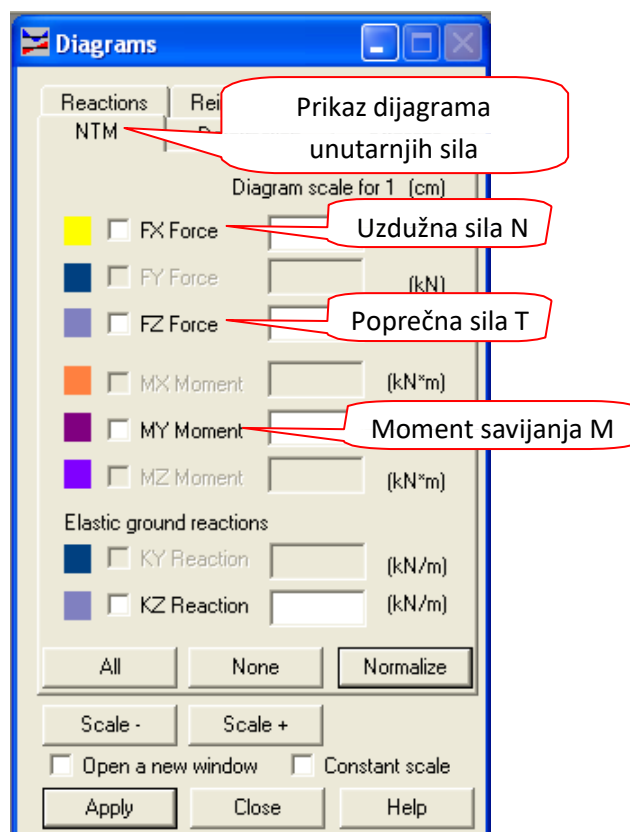 Diagrams
Reactions
Prikaz dijagrama
unutarnjih sila
NTM
Diagram scale for 1 (cm)
FX Force
Uzdužna sila N
FY Force (kN)
FZ Force
Poprečna sila T
MX Moment (kN*m)
MY Moment
Moment savijanja M
MZ Moment (kN*m)
Elastic ground reactions
KY Reaction (kN/m)
KZ Reaction (kN/m)
All None Normalize
Scale - Scale +
Open a new window Constant scale
Apply Close Help